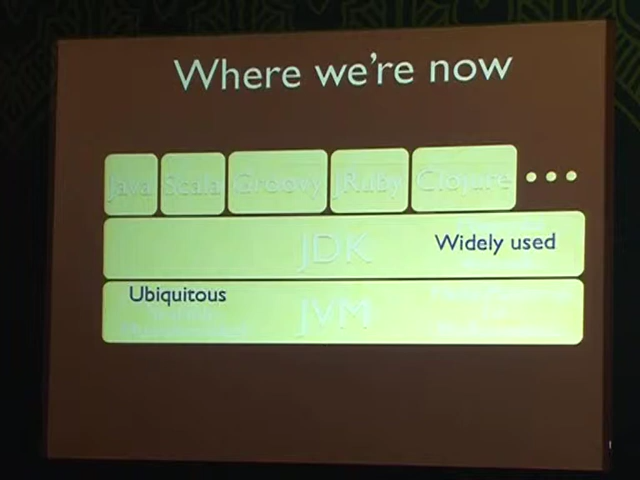 Where we're now
Java Scala Groovy JRuby Clojure ...
JDK Widely used
Ubiquitous
JVM